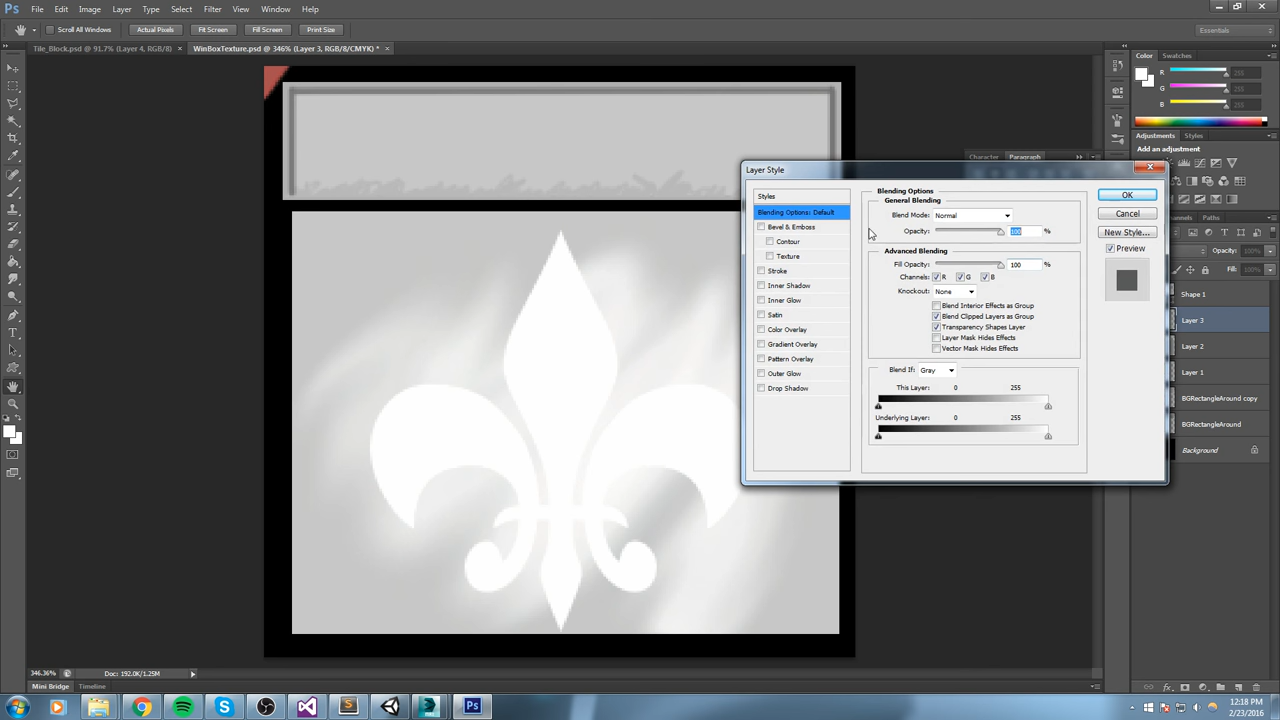 Ps File Edit Image Layer Type Select Filter View Window Help
Scroll All Windows Actual Pixels Fit Screen Fill Screen Print Size Essentials
Tile_Block.psd @ 91.7% (Layer 4, RGB/8) × WinBoxTexture.psd @ 346% (Layer 3, RGB/8/CMYK) * ×
Color Swatches
R 255
G 255
B 255
Adjustments Styles
Add an adjustment
Character Paragraph
Layer Style
Styles
Blending Options: Default
Bevel & Emboss
Contour
Texture
Stroke
Inner Shadow
Inner Glow
Satin
Color Overlay
Gradient Overlay
Pattern Overlay
Outer Glow
Drop Shadow
Blending Options
General Blending
Blend Mode: Normal
Opacity: 100 %
Advanced Blending
Fill Opacity: 100 %
Channels: R G B
Knockout: None
Blend Interior Effects as Group
Blend Clipped Layers as Group
Transparency Shapes Layer
Layer Mask Hides Effects
Vector Mask Hides Effects
Blend If: Gray
This Layer: 0 255
Underlying Layer: 0 255
OK
Cancel
New Style...
Preview
Channels Paths
Opacity:
Fill:
Shape 1
Layer 3
Layer 2
Layer 1
BGRectangleAround copy
BGRectangleAround
Background
346.36% Doc: 192.0K/1.25M
Mini Bridge Timeline
12:18 PM
2/23/2016